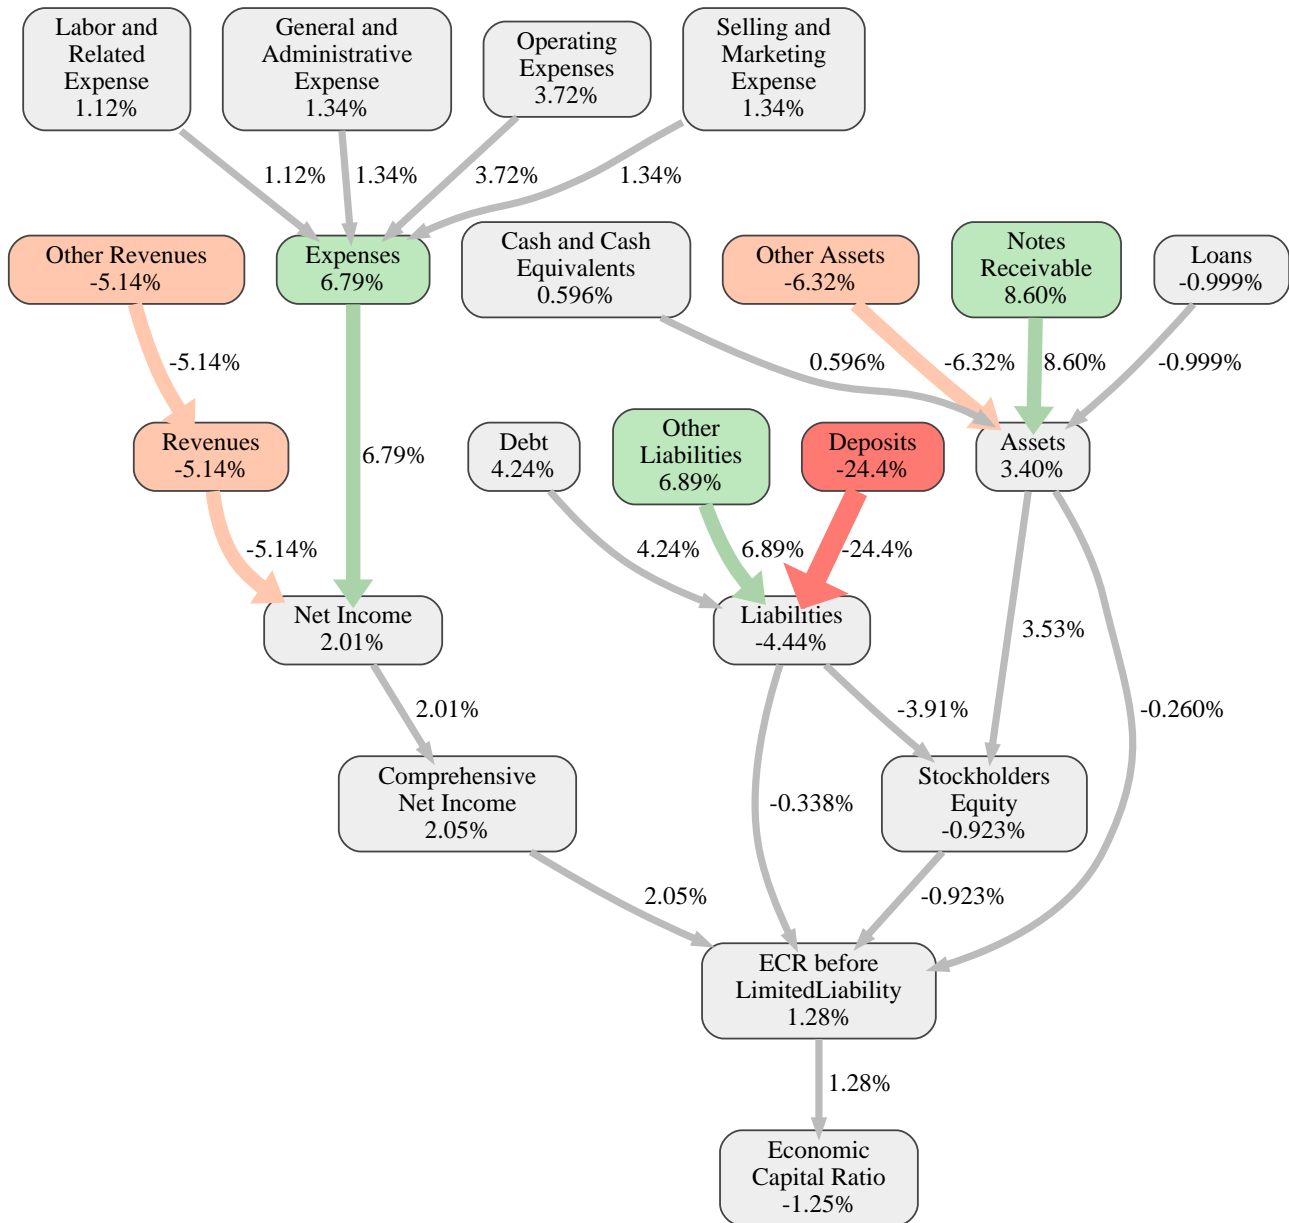 Labor and
Related
Expense
1.12%
General and
Administrative
Expense
1.34%
Operating
Expenses
3.72%
Selling and
Marketing
Expense
1.34%
1.12%
1.34%
3.72%
1.34%
Other Revenues
-5.14%
Expenses
6.79%
Cash and Cash
Equivalents
0.596%
Other Assets
-6.32%
Notes
Receivable
8.60%
Loans
-0.999%
-5.14%
0.596%
-6.32%
8.60%
-0.999%
Revenues
-5.14%
6.79%
Debt
4.24%
Other
Liabilities
6.89%
Deposits
-24.4%
Assets
3.40%
-5.14%
4.24%
6.89%
-24.4%
Net Income
2.01%
Liabilities
-4.44%
3.53%
2.01%
-3.91%
-0.260%
Comprehensive
Net Income
2.05%
-0.338%
Stockholders
Equity
-0.923%
2.05%
-0.923%
ECR before
LimitedLiability
1.28%
1.28%
Economic
Capital Ratio
-1.25%